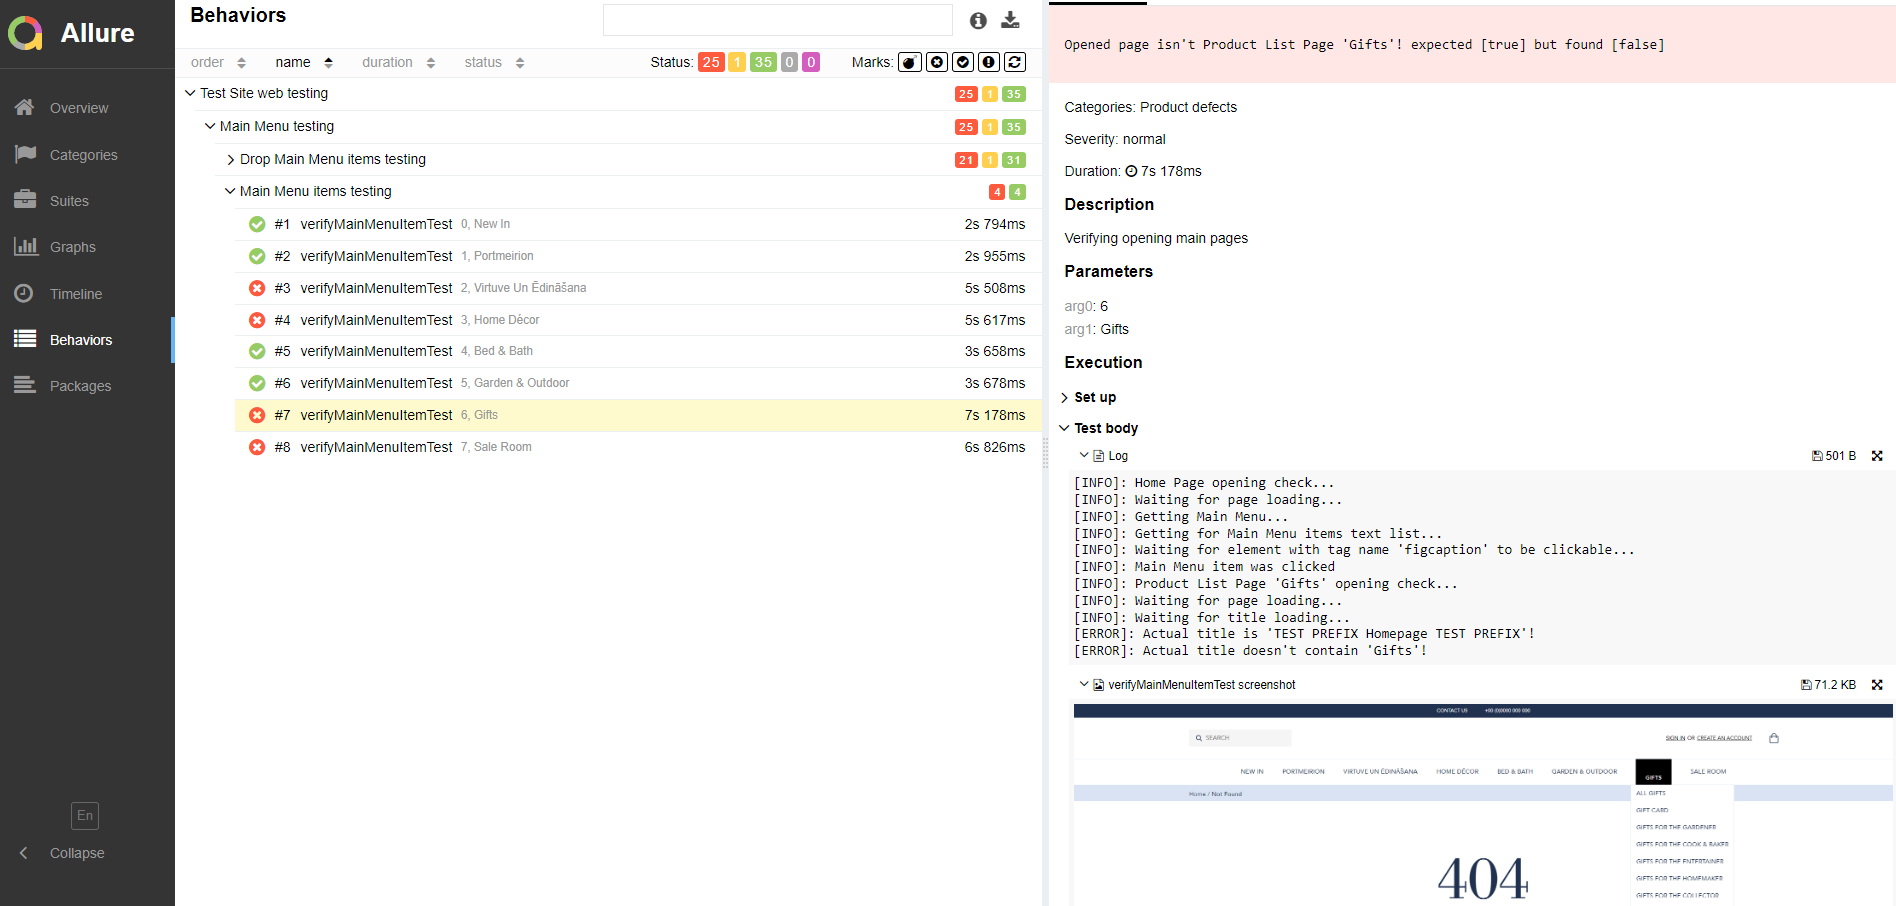 Allure
Overview
Categories
Suites
Graphs
Timeline
Behaviors
Packages
En
Collapse
Behaviors
order name duration status Status: 25 1 35 0 0 Marks:
Test Site web testing 25 1 35
Main Menu testing 25 1 35
Drop Main Menu items testing 21 1 31
Main Menu items testing 4 4
#1 verifyMainMenuItemTest 0, New In 2s 794ms
#2 verifyMainMenuItemTest 1, Portmeirion 2s 955ms
#3 verifyMainMenuItemTest 2, Virtuve Un Ēdināšana 5s 508ms
#4 verifyMainMenuItemTest 3, Home Décor 5s 617ms
#5 verifyMainMenuItemTest 4, Bed & Bath 3s 658ms
#6 verifyMainMenuItemTest 5, Garden & Outdoor 3s 678ms
#7 verifyMainMenuItemTest 6, Gifts 7s 178ms
#8 verifyMainMenuItemTest 7, Sale Room 6s 826ms
Opened page isn't Product List Page 'Gifts'! expected [true] but found [false]
Categories: Product defects
Severity: normal
Duration: 7s 178ms
Description
Verifying opening main pages
Parameters
arg0: 6
arg1: Gifts
Execution
Set up
Test body
Log 501 B
[INFO]: Home Page opening check...
[INFO]: Waiting for page loading...
[INFO]: Getting Main Menu...
[INFO]: Getting for Main Menu items text list...
[INFO]: Waiting for element with tag name 'figcaption' to be clickable...
[INFO]: Main Menu item was clicked
[INFO]: Product List Page 'Gifts' opening check...
[INFO]: Waiting for page loading...
[INFO]: Waiting for title loading...
[ERROR]: Actual title is 'TEST PREFIX Homepage TEST PREFIX'!
[ERROR]: Actual title doesn't contain 'Gifts'!
verifyMainMenuItemTest screenshot 71.2 KB
CONTACT US
SEARCH SIGN IN OR CREATE AN ACCOUNT
NEW IN PORTMEIRION VIRTUVE UN ĒDINĀŠANA HOME DÉCOR BED & BATH GARDEN & OUTDOOR GIFTS SALE ROOM
Home / Not Found
ALL GIFTS
GIFT CARD
GIFTS FOR THE GARDENER
GIFTS FOR THE COOK & BAKER
GIFTS FOR THE ENTERTAINER
GIFTS FOR THE HOMEMAKER
GIFTS FOR THE COLLECTOR
404